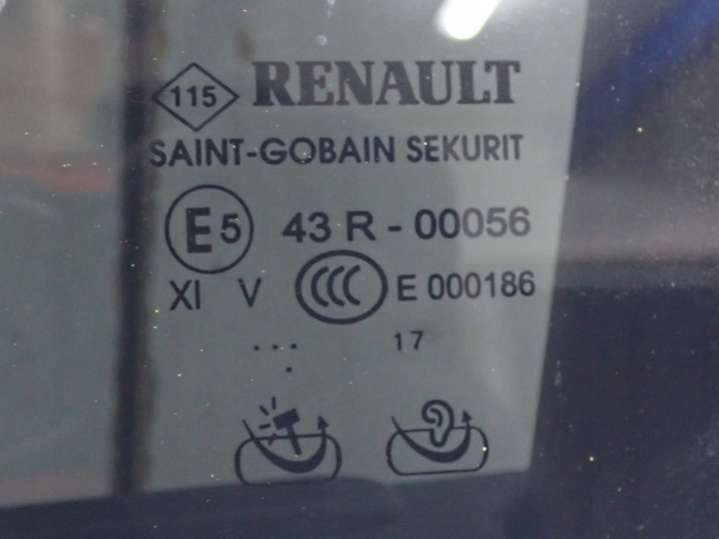 115 RENAULT
SAINT-GOBAIN SEKURIT
E5 43 R - 00056
XI V CCC E 000186
... 17
.